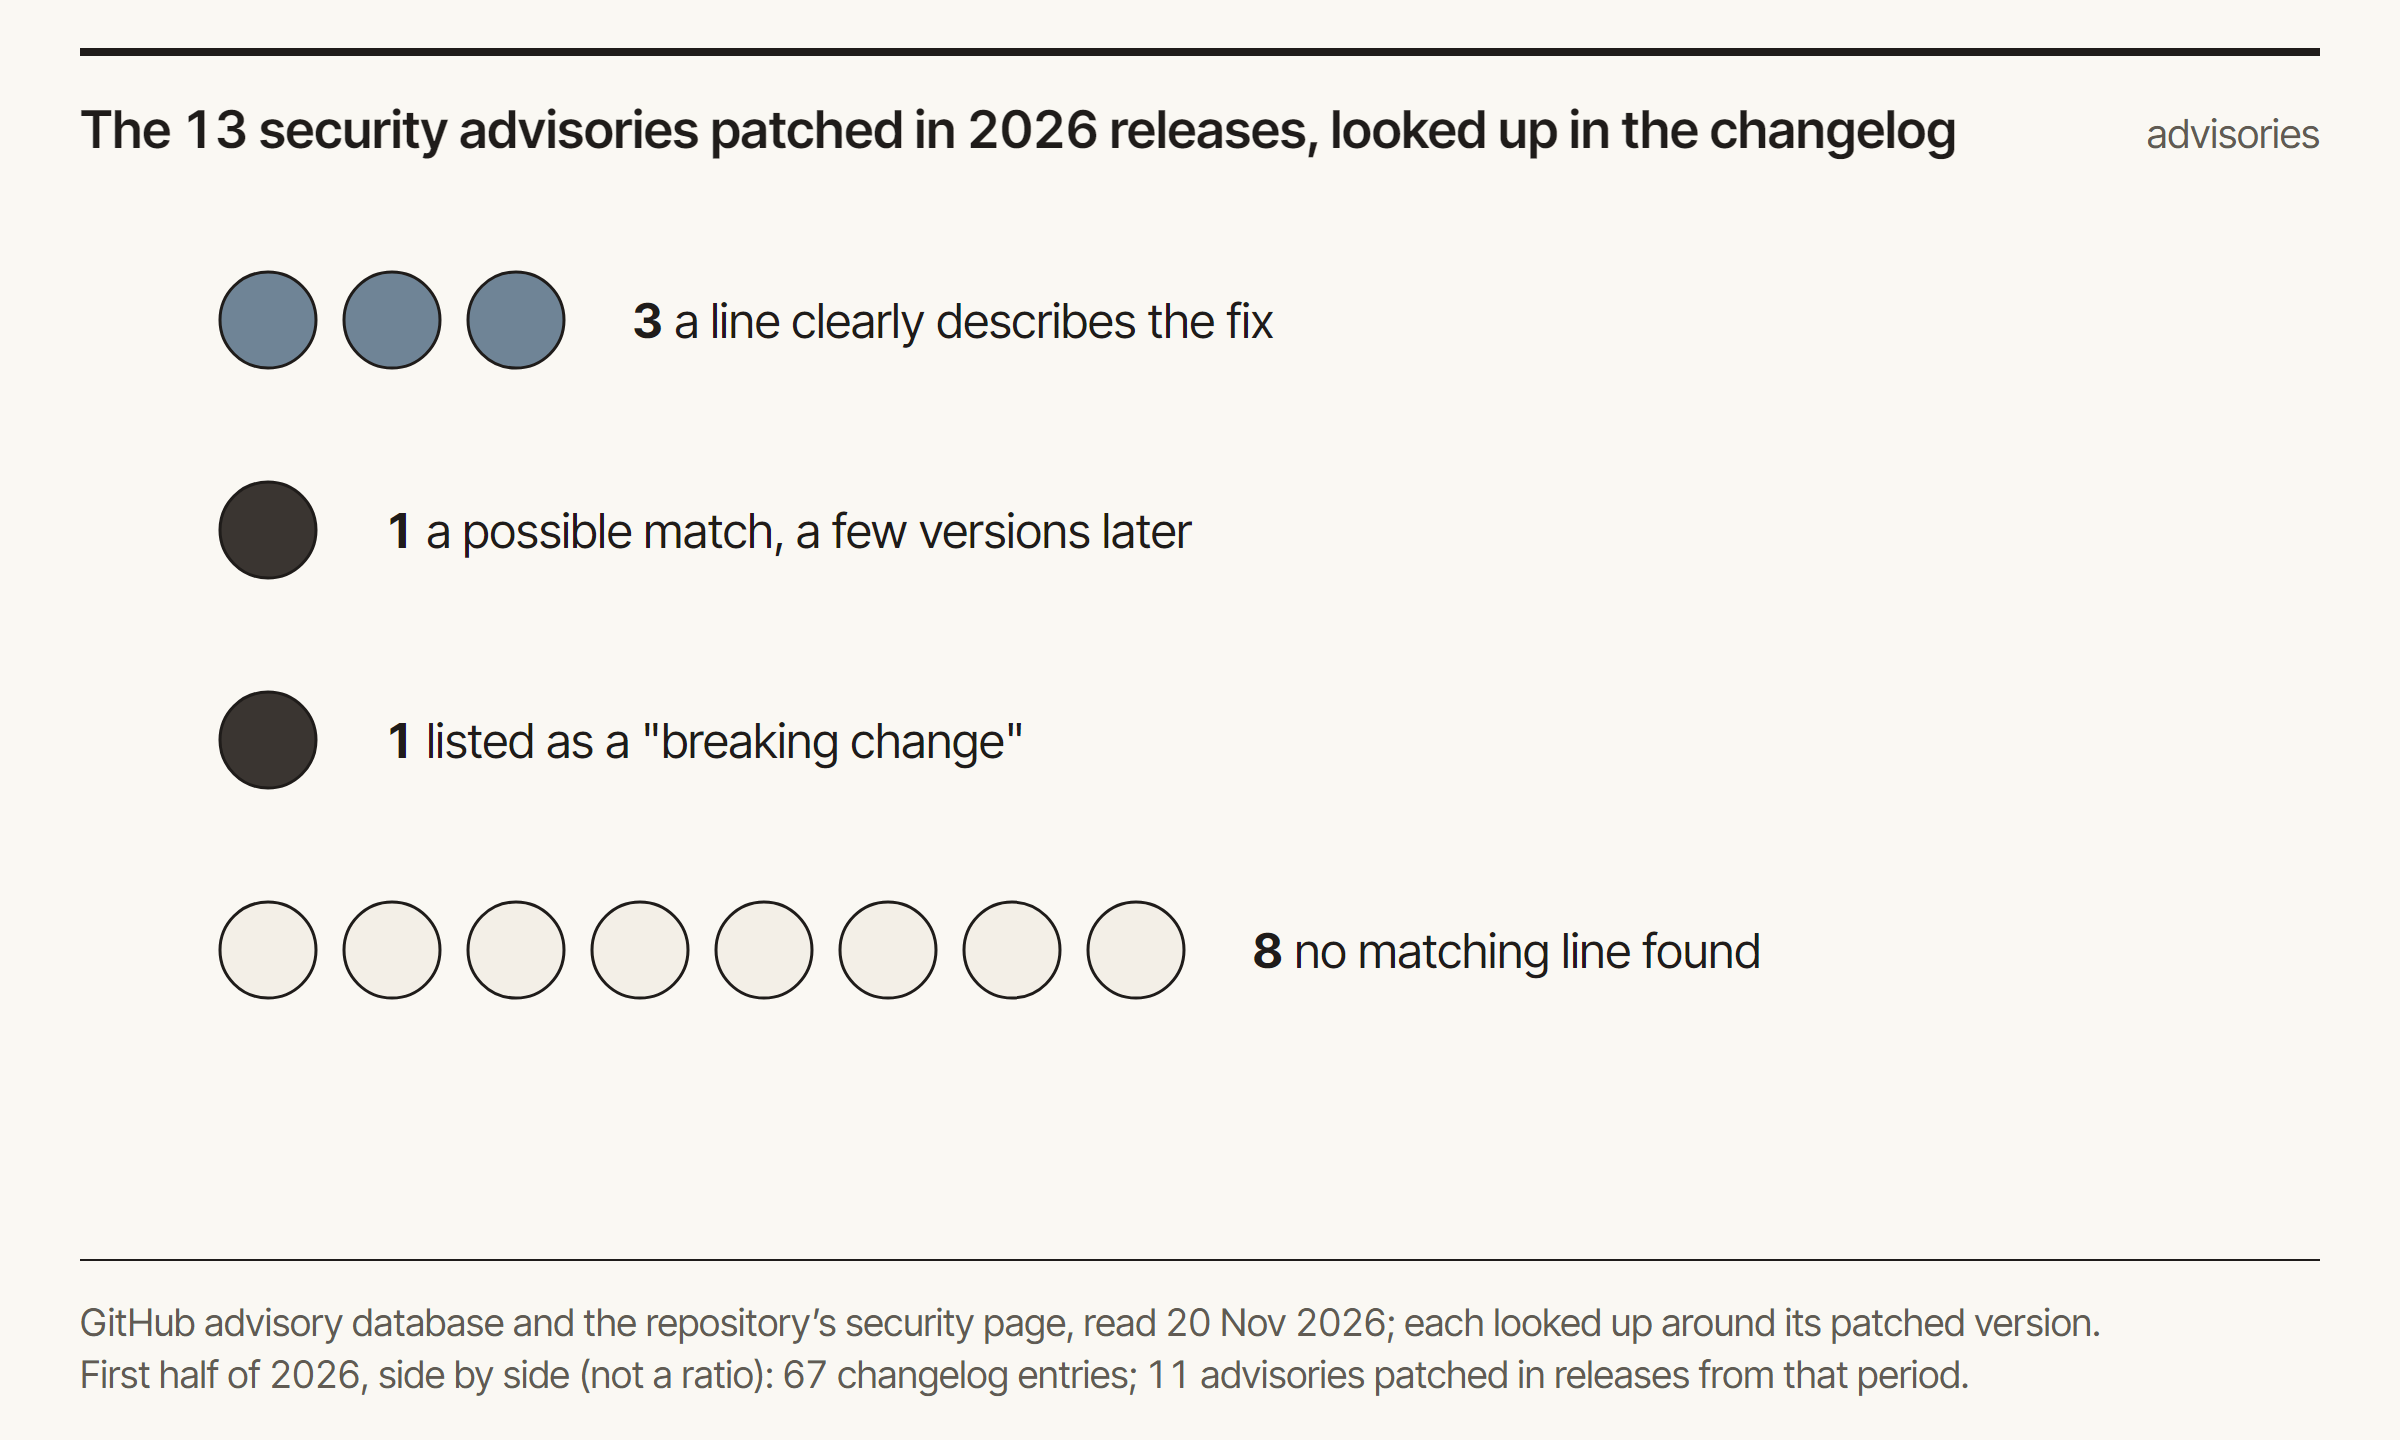 The 13 security advisories patched in 2026 releases, looked up in the changelog
advisories
3 a line clearly describes the fix
1 a possible match, a few versions later
1 listed as a "breaking change"
8 no matching line found
GitHub advisory database and the repository’s security page, read 20 Nov 2026; each looked up around its patched version.
First half of 2026, side by side (not a ratio): 67 changelog entries; 11 advisories patched in releases from that period.